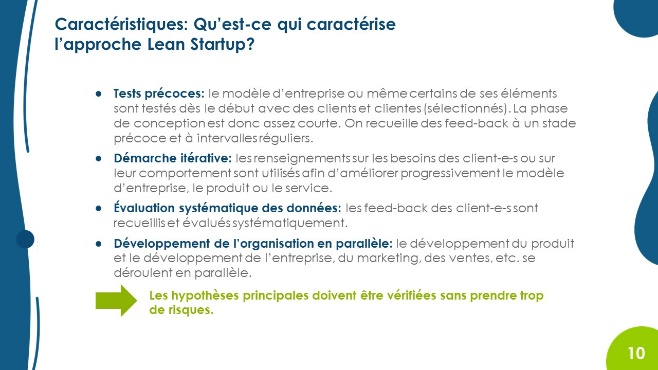 Caractéristiques: Qu’est-ce qui caractérise
l’approche Lean Startup?
● Tests précoces: le modèle d’entreprise ou même certains de ses éléments
sont testés dès le début avec des clients et clientes (sélectionnés). La phase
de conception est donc assez courte. On recueille des feed-back à un stade
précoce et à intervalles réguliers.
● Démarche itérative: les renseignements sur les besoins des client-e-s ou sur
leur comportement sont utilisés afin d’améliorer progressivement le modèle
d’entreprise, le produit ou le service.
● Évaluation systématique des données: les feed-back des client-e-s sont
recueillis et évalués systématiquement.
● Développement de l’organisation en parallèle: le développement du produit
et le développement de l’entreprise, du marketing, des ventes, etc. se
déroulent en parallèle.
Les hypothèses principales doivent être vérifiées sans prendre trop
de risques.
10